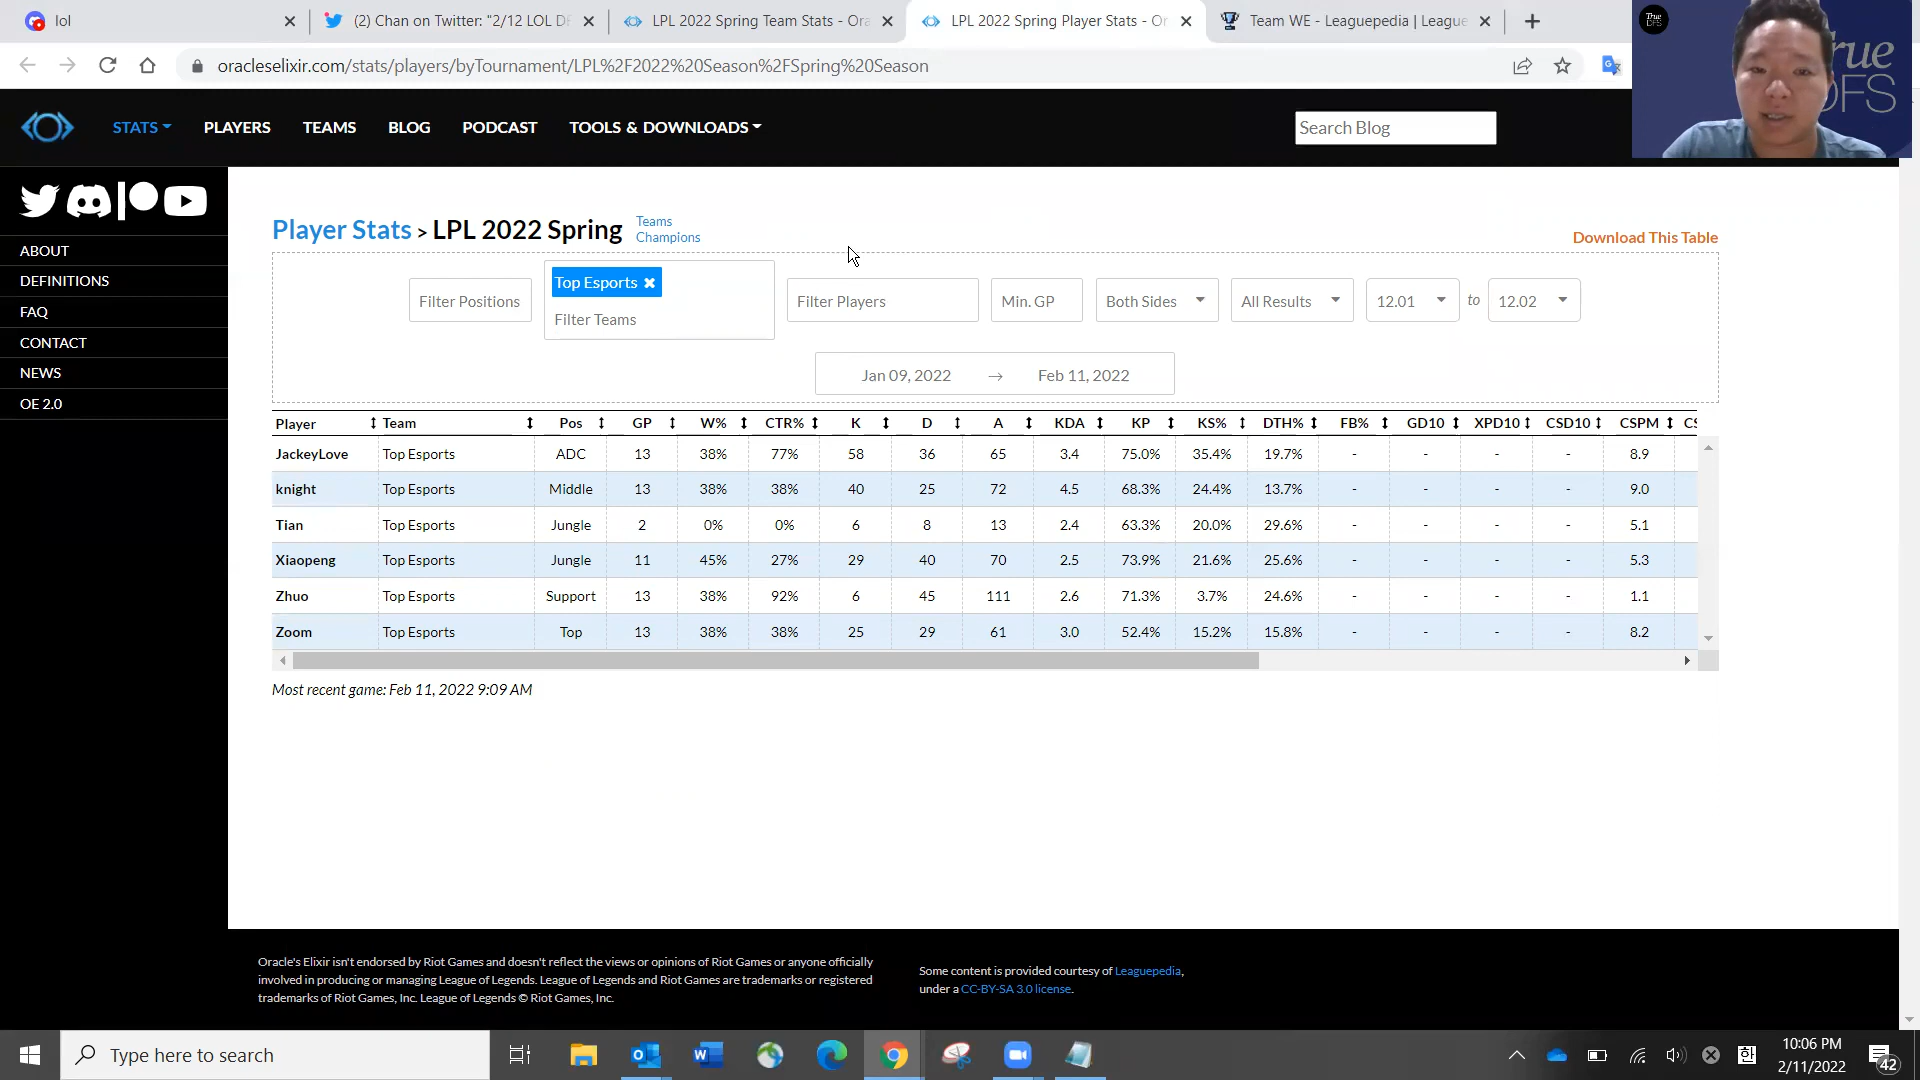 lol
(2) Chan on Twitter: "2/12 LOL D
LPL 2022 Spring Team Stats - Ora
LPL 2022 Spring Player Stats - Or
Team WE - Leaguepedia | League
oracleselixir.com/stats/players/byTournament/LPL%2F2022%20Season%2FSpring%20Season
True DFS
True
DFS
STATS PLAYERS TEAMS BLOG PODCAST TOOLS & DOWNLOADS Search Blog
ABOUT
DEFINITIONS
FAQ
CONTACT
NEWS
OE 2.0
Player Stats > LPL 2022 Spring
Teams
Champions
Download This Table
Filter Positions
Top Esports
Filter Teams
Filter Players Min. GP Both Sides All Results 12.01 to 12.02
Jan 09, 2022 → Feb 11, 2022
Player Team Pos GP W% CTR% K D A KDA KP KS% DTH% FB% GD10 XPD10 CSD10 CSPM CS
JackeyLove Top Esports ADC 13 38% 77% 58 36 65 3.4 75.0% 35.4% 19.7% - - - - 8.9
knight Top Esports Middle 13 38% 38% 40 25 72 4.5 68.3% 24.4% 13.7% - - - - 9.0
Tian Top Esports Jungle 2 0% 0% 6 8 13 2.4 63.3% 20.0% 29.6% - - - - 5.1
Xiaopeng Top Esports Jungle 11 45% 27% 29 40 70 2.5 73.9% 21.6% 25.6% - - - - 5.3
Zhuo Top Esports Support 13 38% 92% 6 45 111 2.6 71.3% 3.7% 24.6% - - - - 1.1
Zoom Top Esports Top 13 38% 38% 25 29 61 3.0 52.4% 15.2% 15.8% - - - - 8.2
Most recent game: Feb 11, 2022 9:09 AM
Oracle's Elixir isn't endorsed by Riot Games and doesn't reflect the views or opinions of Riot Games or anyone officially
involved in producing or managing League of Legends. League of Legends and Riot Games are trademarks or registered
trademarks of Riot Games, Inc. League of Legends © Riot Games, Inc.
Some content is provided courtesy of Leaguepedia,
under a CC-BY-SA 3.0 license.
Type here to search
한
10:06 PM
2/11/2022
42